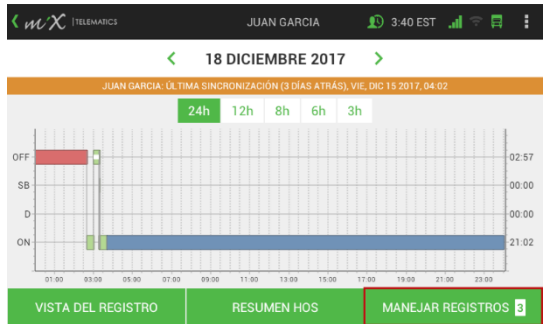 miX | TELEMATICS JUAN GARCIA 3:40 EST
18 DICIEMBRE 2017
JUAN GARCIA: ÚLTIMA SINCRONIZACIÓN (3 DÍAS ATRÁS), VIE, DIC 15 2017, 04:02
24h 12h 8h 6h 3h
OFF 02:57
SB 00:00
D 00:00
ON 21:02
01:00 03:00 05:00 07:00 09:00 11:00 13:00 15:00 17:00 19:00 21:00 23:00
VISTA DEL REGISTRO RESUMEN HOS MANEJAR REGISTROS 3